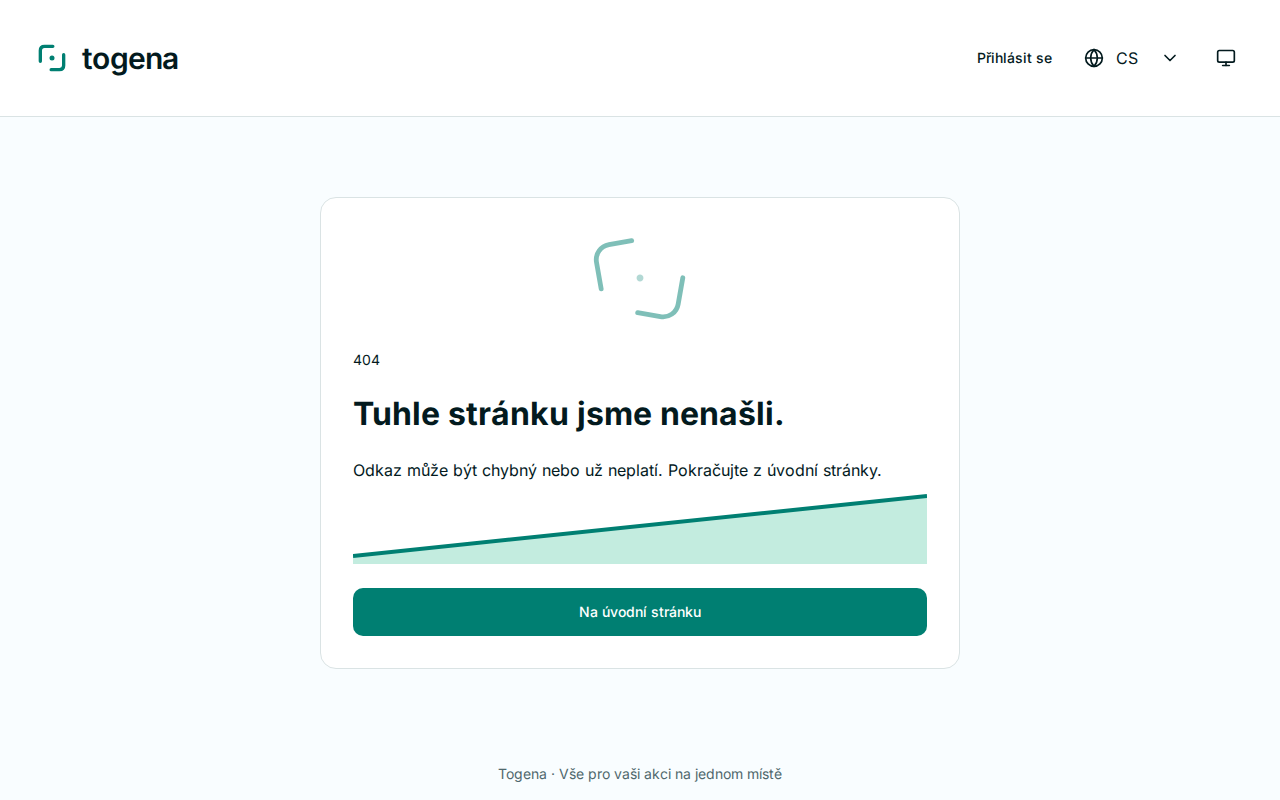 togena
Přihlásit se
CS
404
Tuhle stránku jsme nenašli.
Odkaz může být chybný nebo už neplatí. Pokračujte z úvodní stránky.
Na úvodní stránku
Togena · Vše pro vaši akci na jednom místě